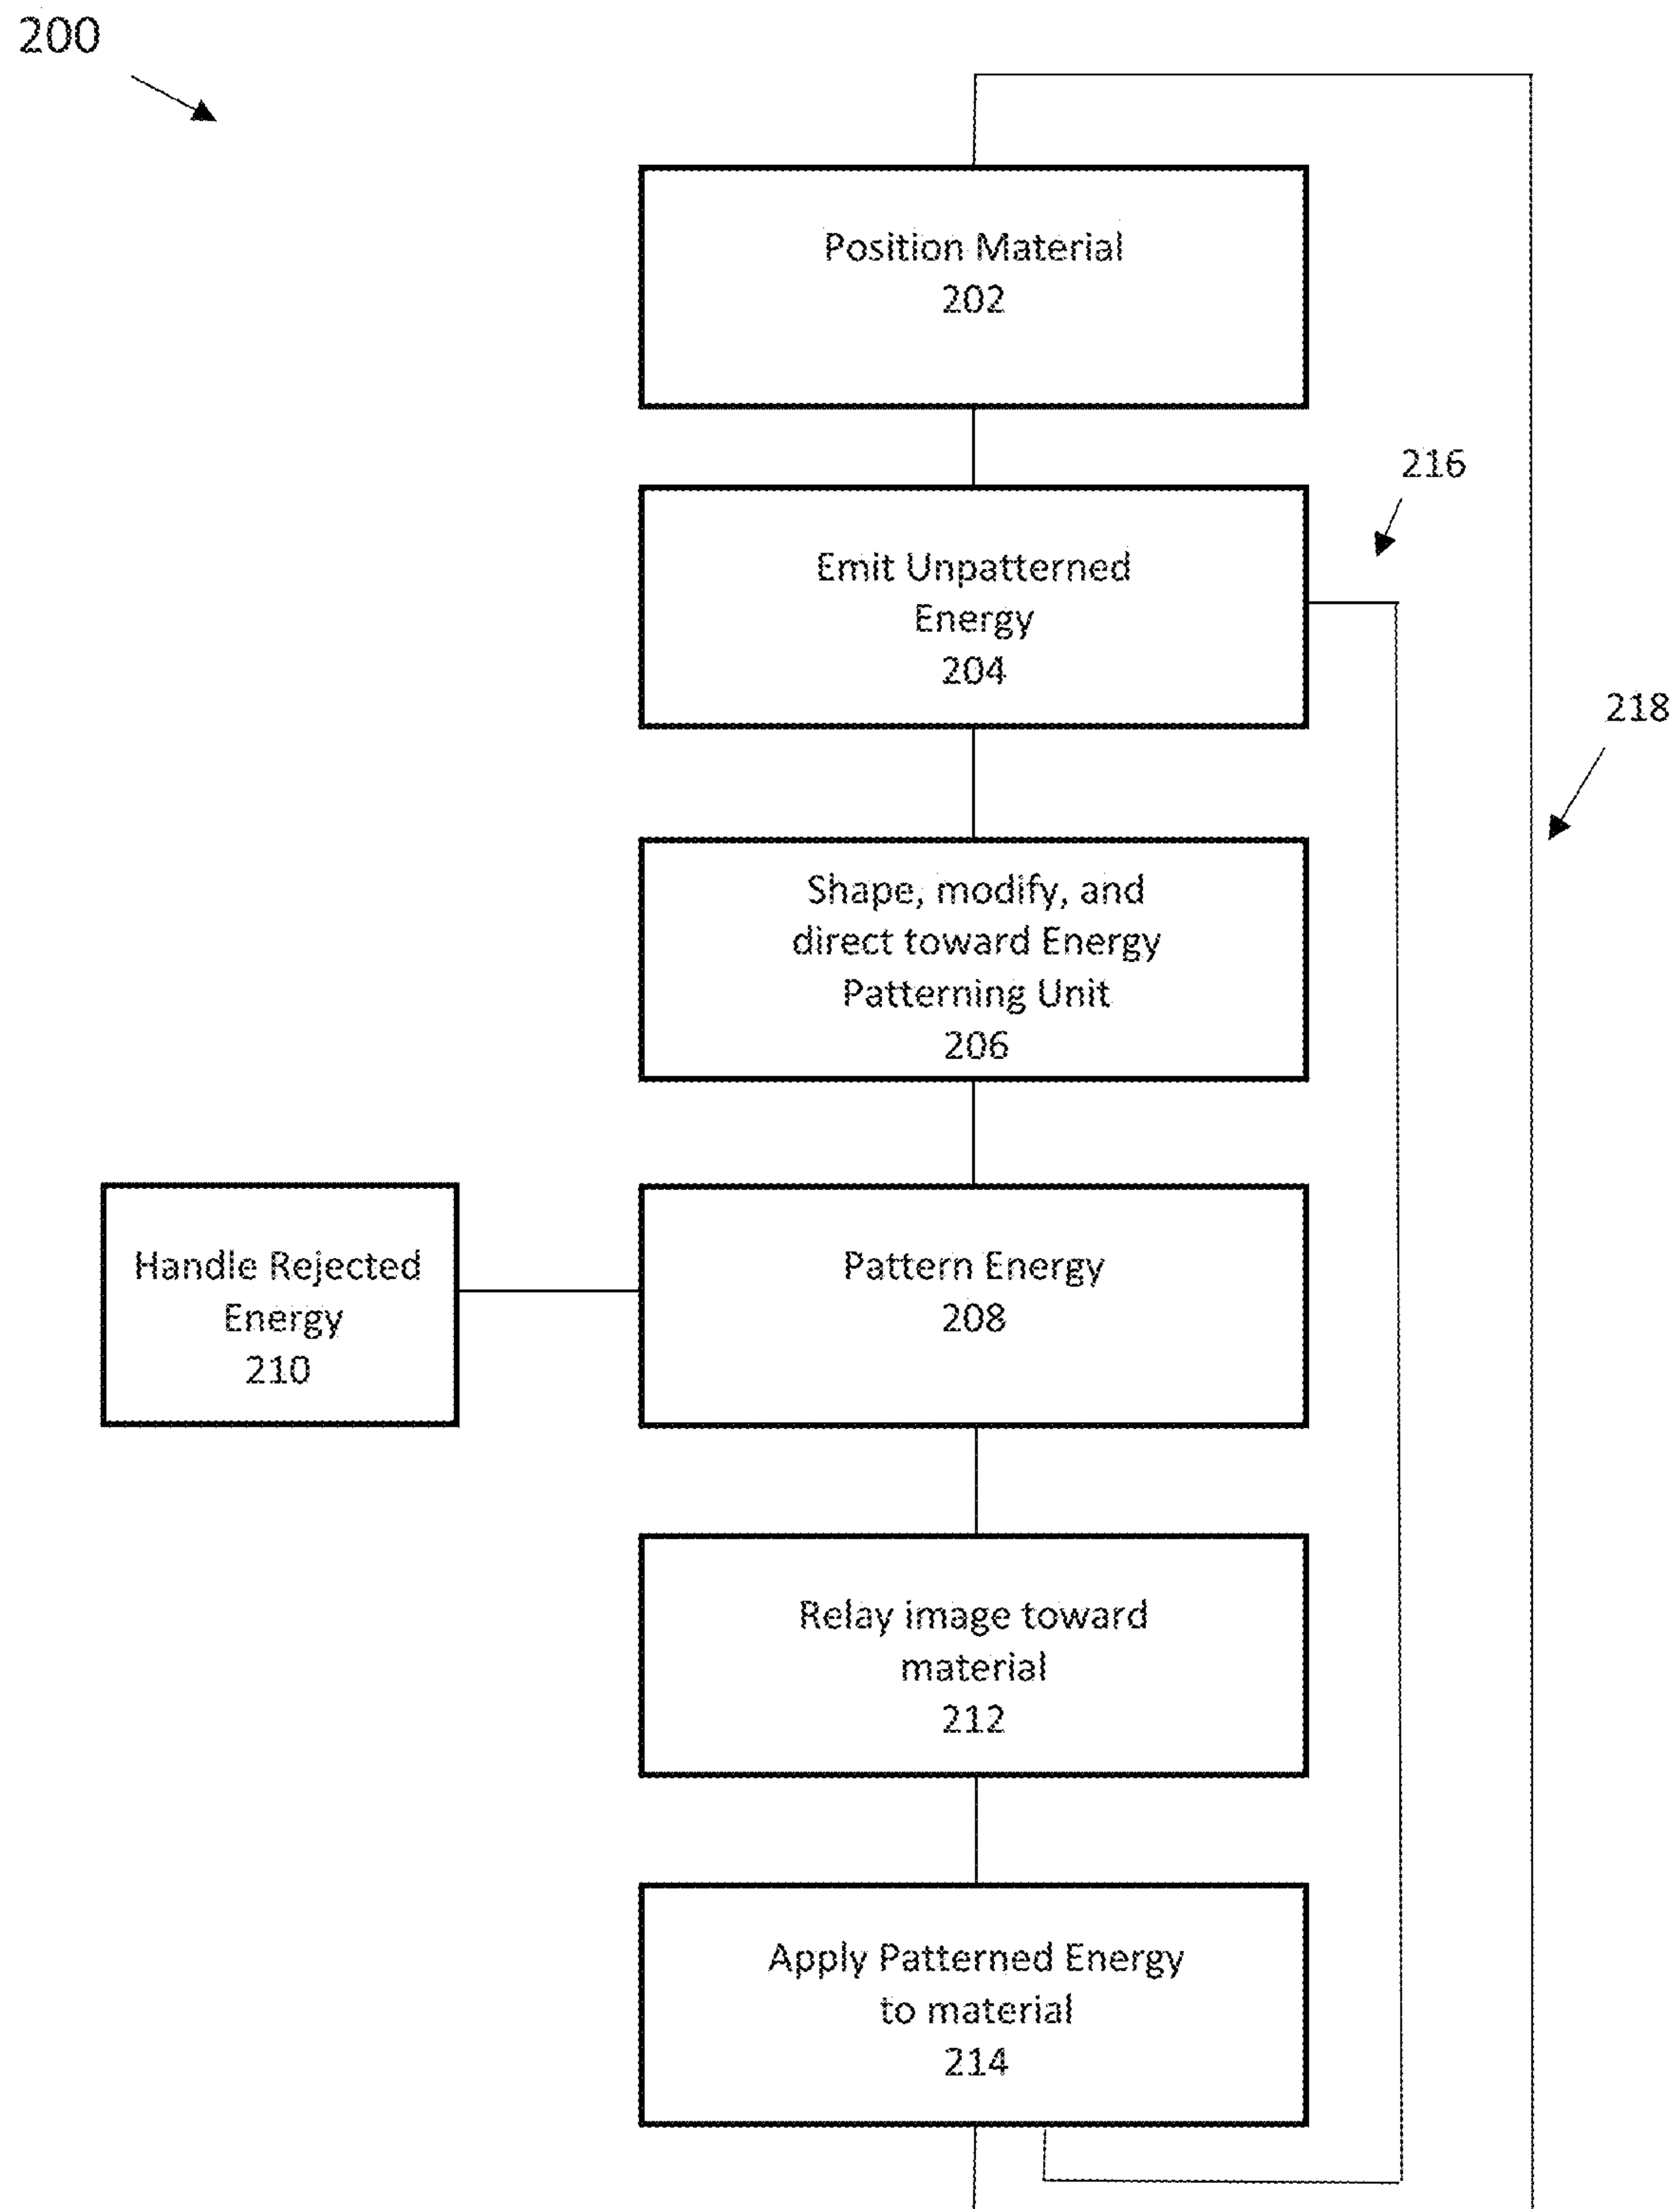 200
Position Material
202
216
Emit Unpatterned
Energy
204
218
Shape, modify, and
direct toward Energy
Patterning Unit
206
Handle Rejected
Energy
210
Pattern Energy
208
Relay image toward
material
212
Apply Patterned Energy
to material
214